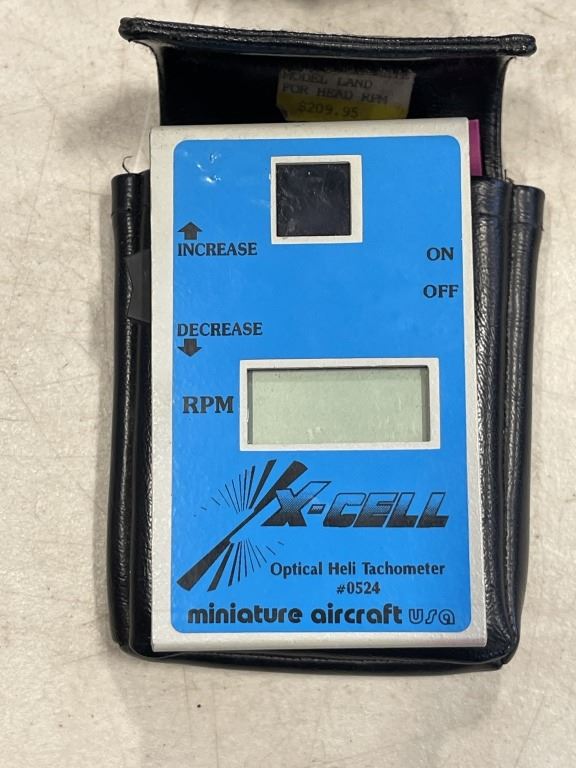 MODEL LAND
FOR HEAD RPM
$209.95
INCREASE
ON
OFF
DECREASE
RPM
X-CELL
Optical Heli Tachometer
#0524
miniature aircraft usa